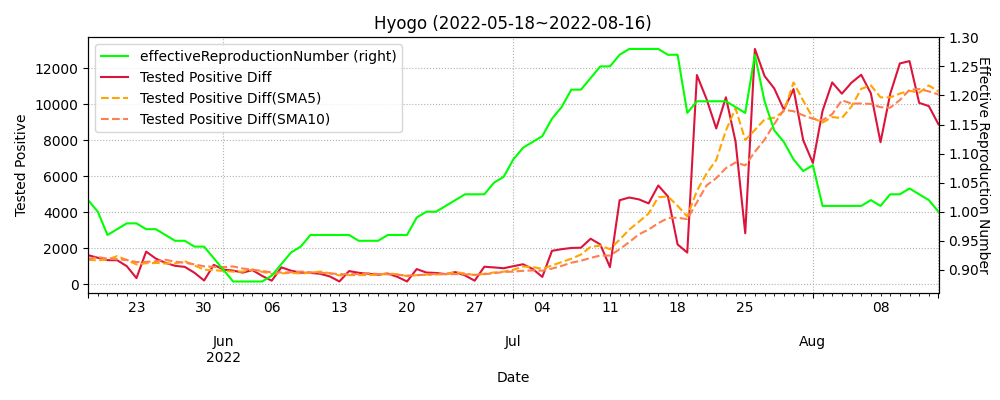 Hyogo (2022-05-18~2022-08-16)
effectiveReproductionNumber (right)
Tested Positive Diff
Tested Positive Diff(SMA5)
Tested Positive Diff(SMA10)
Tested Positive
12000
10000
8000
6000
4000
2000
0
1.30
1.25
1.20
1.15
1.10
1.05
1.00
0.95
0.90
Effective Reproduction Number
23 30 06 13 20 27 04 11 18 25 08
Jun Jul Aug
2022
Date